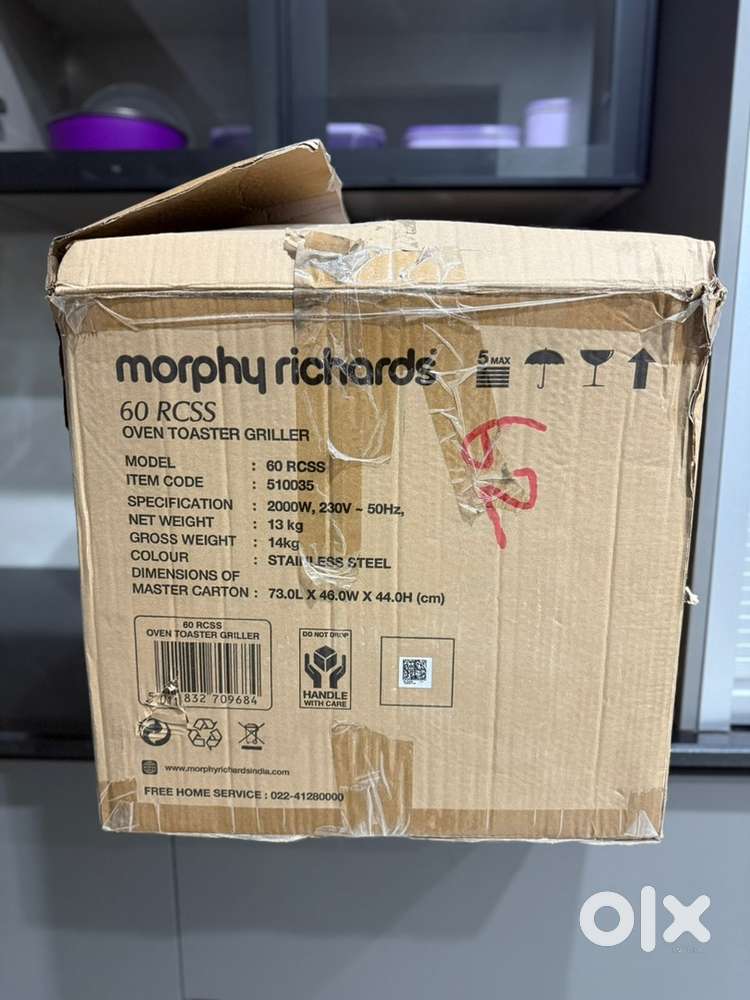 morphy richards
5 MAX
60 RCSS
OVEN TOASTER GRILLER
MODEL : 60 RCSS
ITEM CODE : 510035
SPECIFICATION : 2000W, 230V ~ 50Hz,
NET WEIGHT : 13 kg
GROSS WEIGHT : 14kg
COLOUR : STAINLESS STEEL
DIMENSIONS OF
MASTER CARTON : 73.0L X 46.0W X 44.0H (cm)
60 RCSS
OVEN TOASTER GRILLER
832 709684
DO NOT DROP
HANDLE
WITH CARE
www.morphyrichardsindia.com
FREE HOME SERVICE : 022-41280000
olx